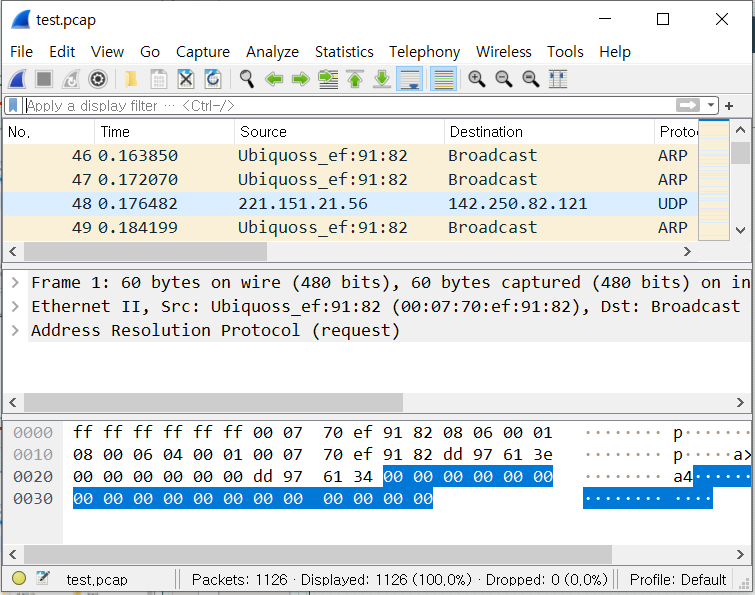 test.pcap
File Edit View Go Capture Analyze Statistics Telephony Wireless Tools Help
Apply a display filter ··· <Ctrl-/>
No. Time Source Destination Proto
46 0.163850 Ubiquoss_ef:91:82 Broadcast ARP
47 0.172070 Ubiquoss_ef:91:82 Broadcast ARP
48 0.176482 221.151.21.56 142.250.82.121 UDP
49 0.184199 Ubiquoss_ef:91:82 Broadcast ARP
Frame 1: 60 bytes on wire (480 bits), 60 bytes captured (480 bits) on in
Ethernet II, Src: Ubiquoss_ef:91:82 (00:07:70:ef:91:82), Dst: Broadcast
Address Resolution Protocol (request)
0000 ff ff ff ff ff ff 00 07 70 ef 91 82 08 06 00 01 ········ p·······
0010 08 00 06 04 00 01 00 07 70 ef 91 82 dd 97 61 3e ········ p·····a>
0020 00 00 00 00 00 00 dd 97 61 34 00 00 00 00 00 00 ········ a4······
0030 00 00 00 00 00 00 00 00 00 00 00 00 ········ ····
test.pcap Packets: 1126 · Displayed: 1126 (100.0%) · Dropped: 0 (0.0%) Profile: Default